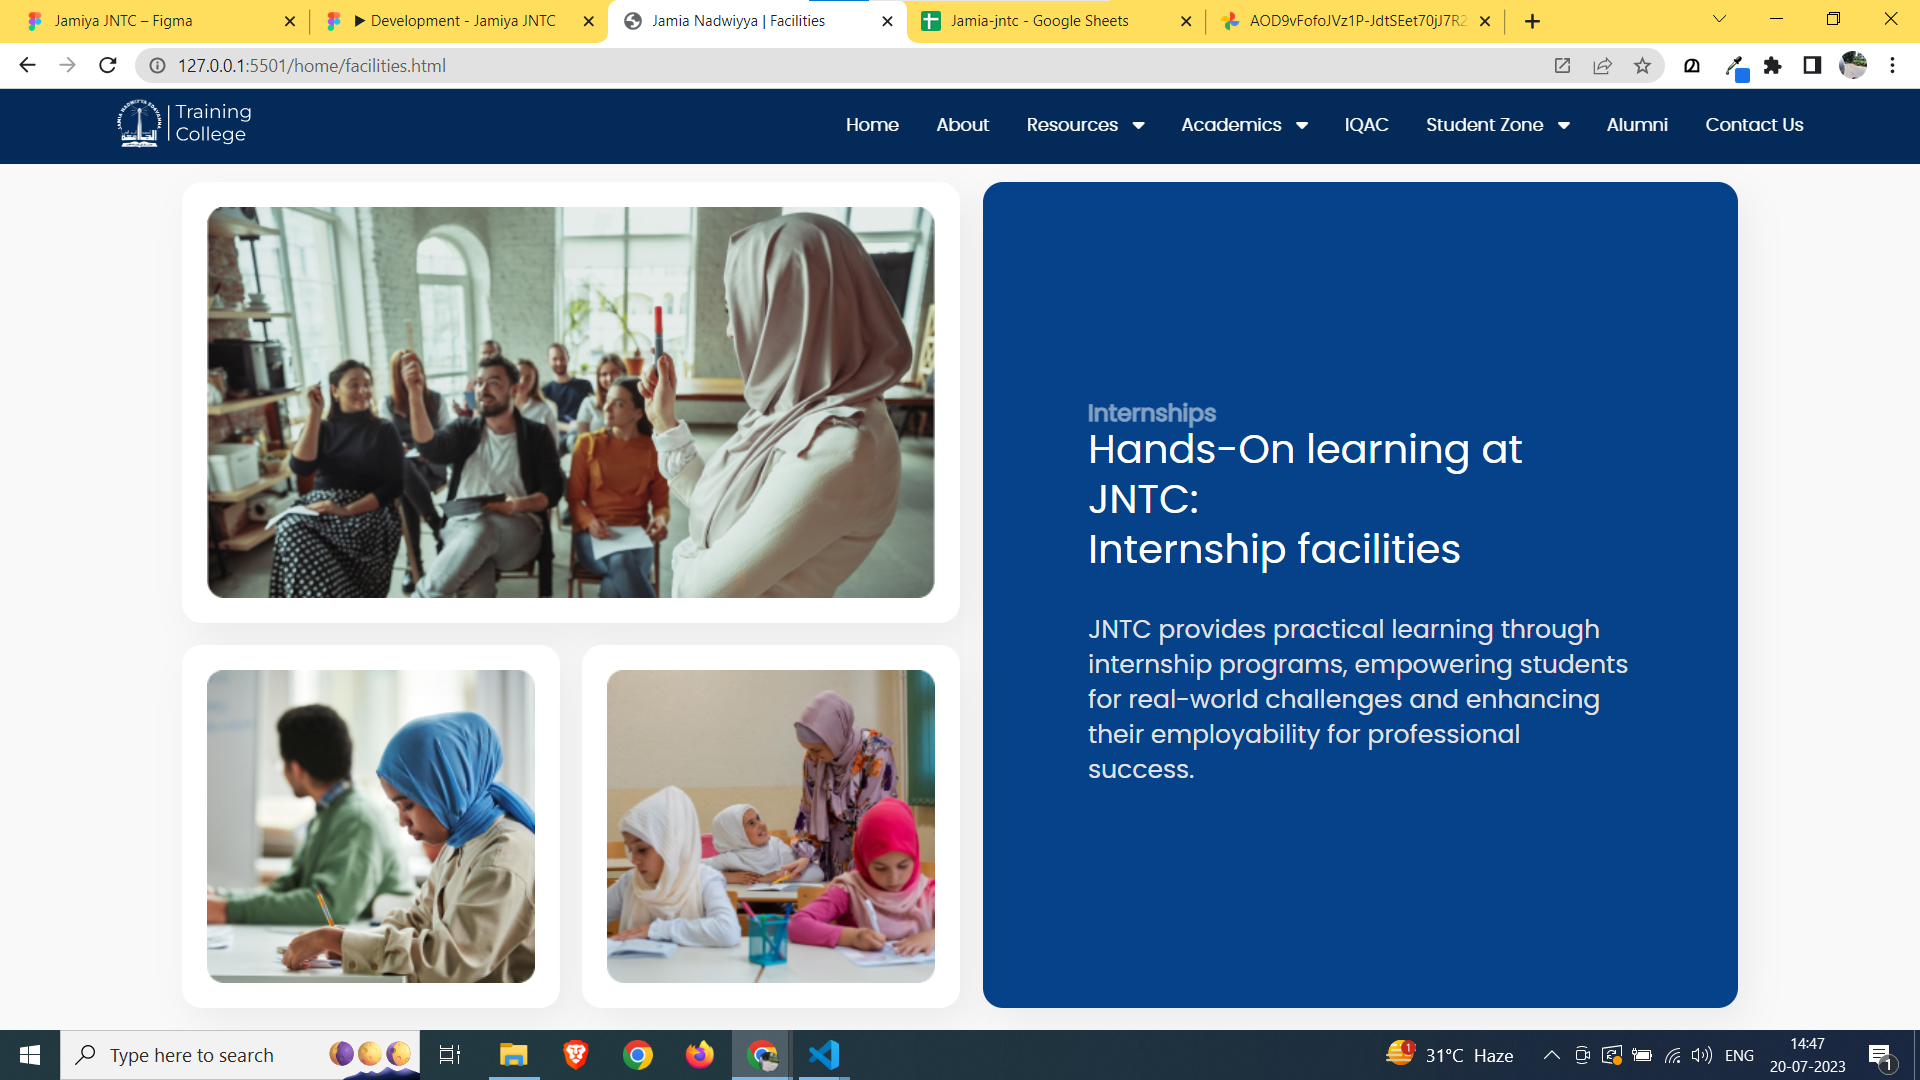 Jamiya JNTC – Figma
▶ Development - Jamiya JNTC
Jamia Nadwiyya | Facilities
Jamia-jntc - Google Sheets
AOD9vFofoJVz1P-JdtSEet70jJ7R2
127.0.0.1:5501/home/facilities.html
Training
College
Home
About
Resources
Academics
IQAC
Student Zone
Alumni
Contact Us
Internships
Hands-On learning at
JNTC:
Internship facilities
JNTC provides practical learning through
internship programs, empowering students
for real-world challenges and enhancing
their employability for professional
success.
Type here to search
1
31°C Haze
ENG
14:47
20-07-2023
1